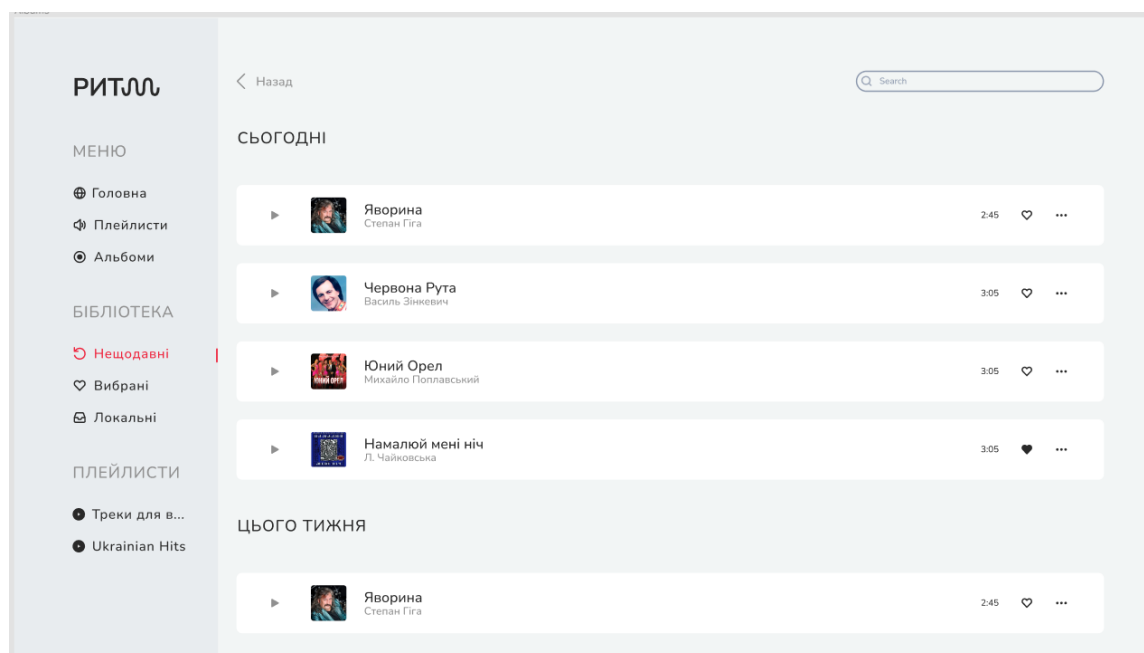 РИТМ
МЕНЮ
Головна
Плейлисти
Альбоми
БІБЛІОТЕКА
Нещодавні
Вибрані
Локальні
ПЛЕЙЛИСТИ
Треки для в...
Ukrainian Hits
Назад
Search
СЬОГОДНІ
Яворина
Степан Гіга
2:45
Червона Рута
Василь Зінкевич
3:05
Юний Орел
Михайло Поплавський
3:05
ЮНИЙ ОРЕЛ
Намалюй мені ніч
Л. Чайковська
3:05
ЦЬОГО ТИЖНЯ
Яворина
Степан Гіга
2:45